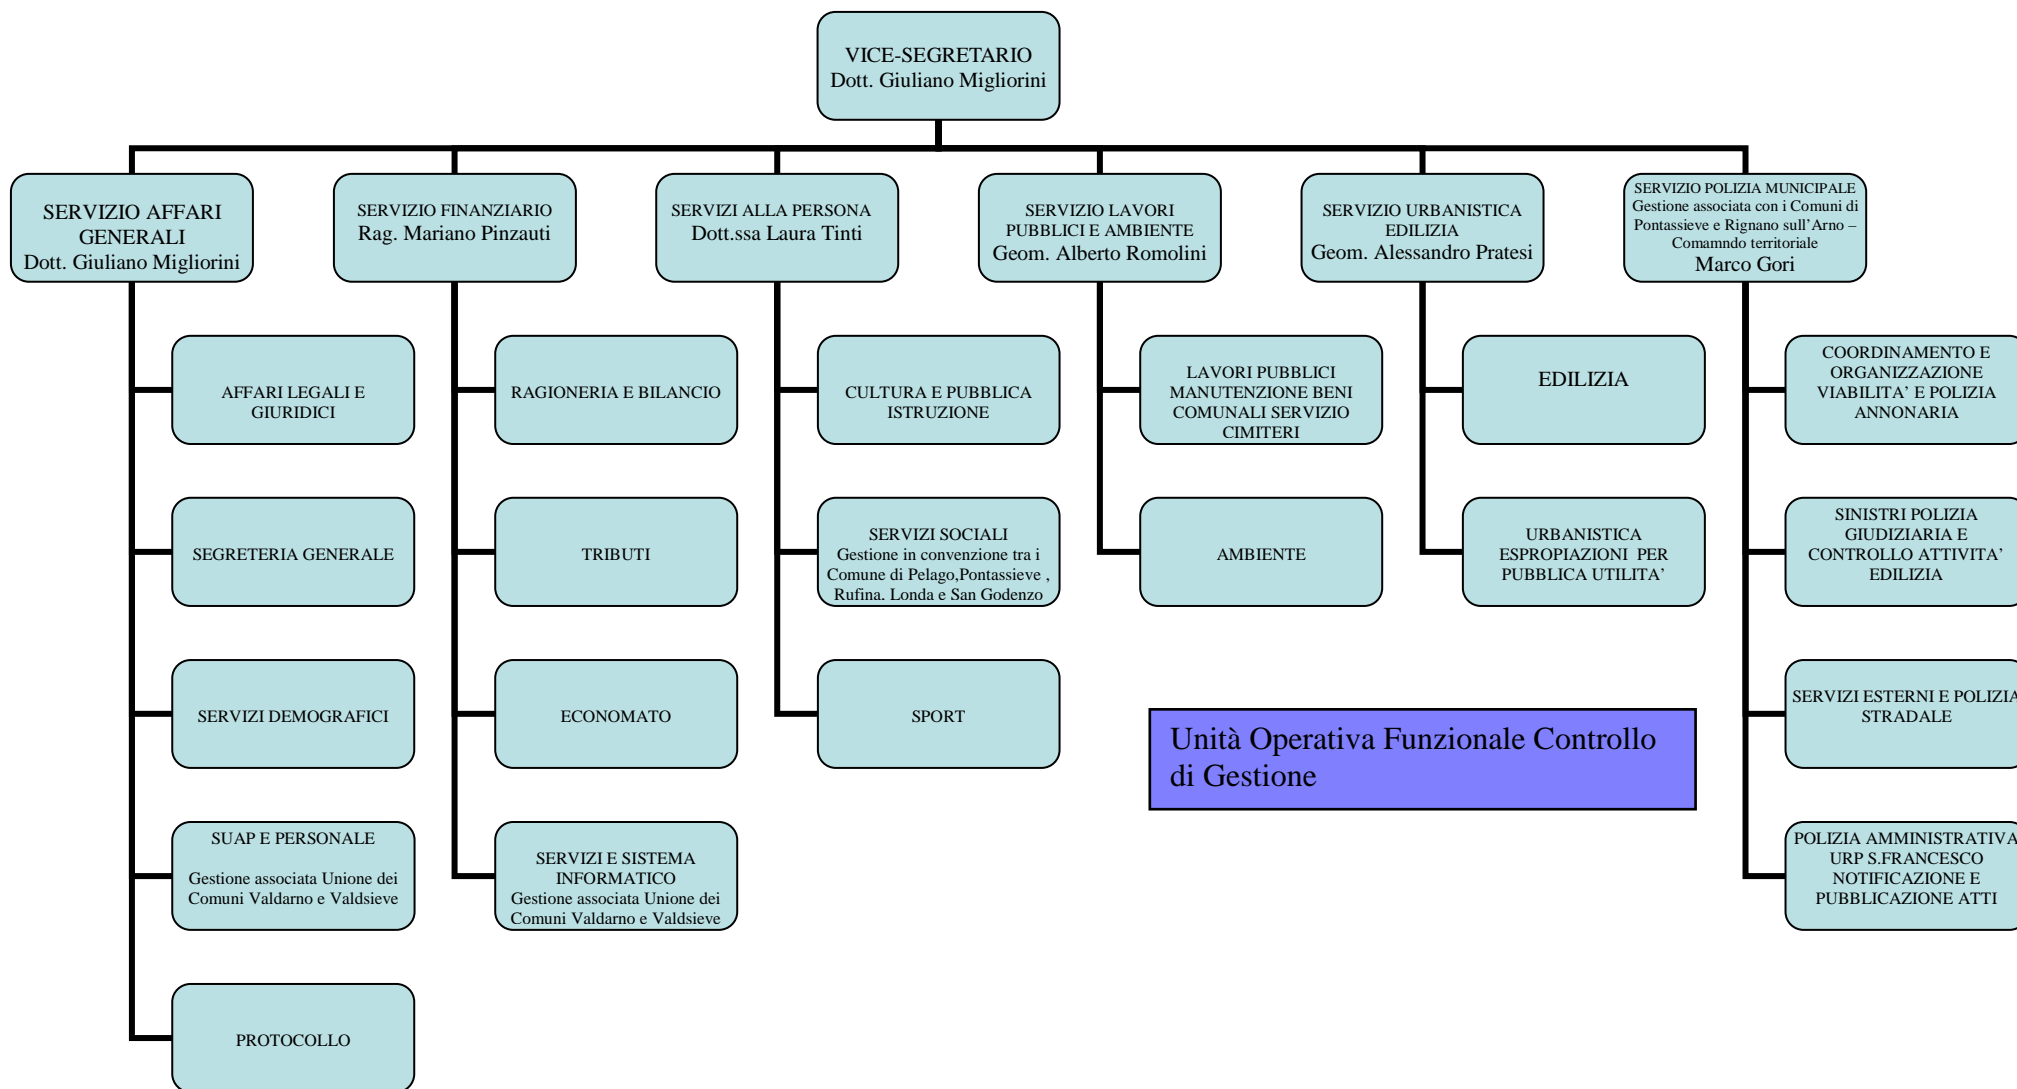 VICE-SEGRETARIO
Dott. Giuliano Migliorini
SERVIZIO AFFARI
GENERALI
Dott. Giuliano Migliorini
SERVIZIO FINANZIARIO
Rag. Mariano Pinzauti
SERVIZI ALLA PERSONA
Dott.ssa Laura Tinti
SERVIZIO LAVORI
PUBBLICI E AMBIENTE
Geom. Alberto Romolini
SERVIZIO URBANISTICA
EDILIZIA
Geom. Alessandro Pratesi
SERVIZIO POLIZIA MUNICIPALE
Gestione associata con i Comuni di
Pontassieve e Rignano sull'Arno –
Comamndo territoriale
Marco Gori
AFFARI LEGALI E
GIURIDICI
SEGRETERIA GENERALE
SERVIZI DEMOGRAFICI
SUAP E PERSONALE
Gestione associata Unione dei
Comuni Valdarno e Valdsieve
PROTOCOLLO
RAGIONERIA E BILANCIO
TRIBUTI
ECONOMATO
SERVIZI E SISTEMA
INFORMATICO
Gestione associata Unione dei
Comuni Valdarno e Valdsieve
CULTURA E PUBBLICA
ISTRUZIONE
SERVIZI SOCIALI
Gestione in convenzione tra i
Comune di Pelago,Pontassieve ,
Rufina. Londa e San Godenzo
SPORT
LAVORI PUBBLICI
MANUTENZIONE BENI
COMUNALI SERVIZIO
CIMITERI
AMBIENTE
EDILIZIA
URBANISTICA
ESPROPIAZIONI  PER
PUBBLICA UTILITA'
COORDINAMENTO E
ORGANIZZAZIONE
VIABILITA' E POLIZIA
ANNONARIA
SINISTRI POLIZIA
GIUDIZIARIA E
CONTROLLO ATTIVITA'
EDILIZIA
SERVIZI ESTERNI E POLIZIA
STRADALE
POLIZIA AMMINISTRATIVA
URP S.FRANCESCO
NOTIFICAZIONE E
PUBBLICAZIONE ATTI
Unità Operativa Funzionale Controllo
di Gestione